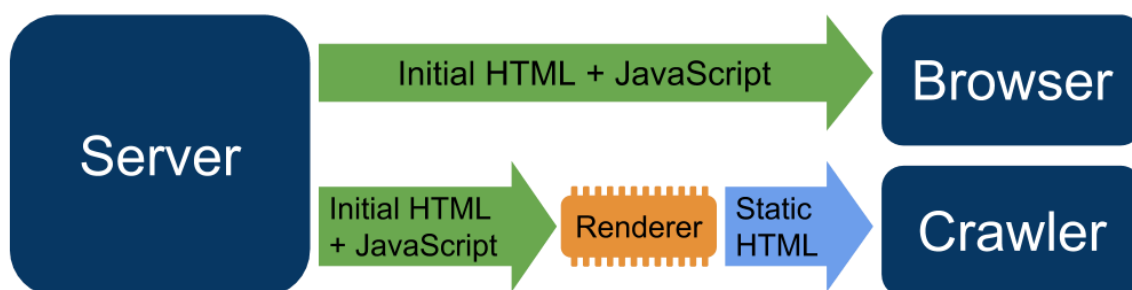 Server
Initial HTML + JavaScript
Browser
Initial HTML
+ JavaScript
Renderer
Static
HTML
Crawler